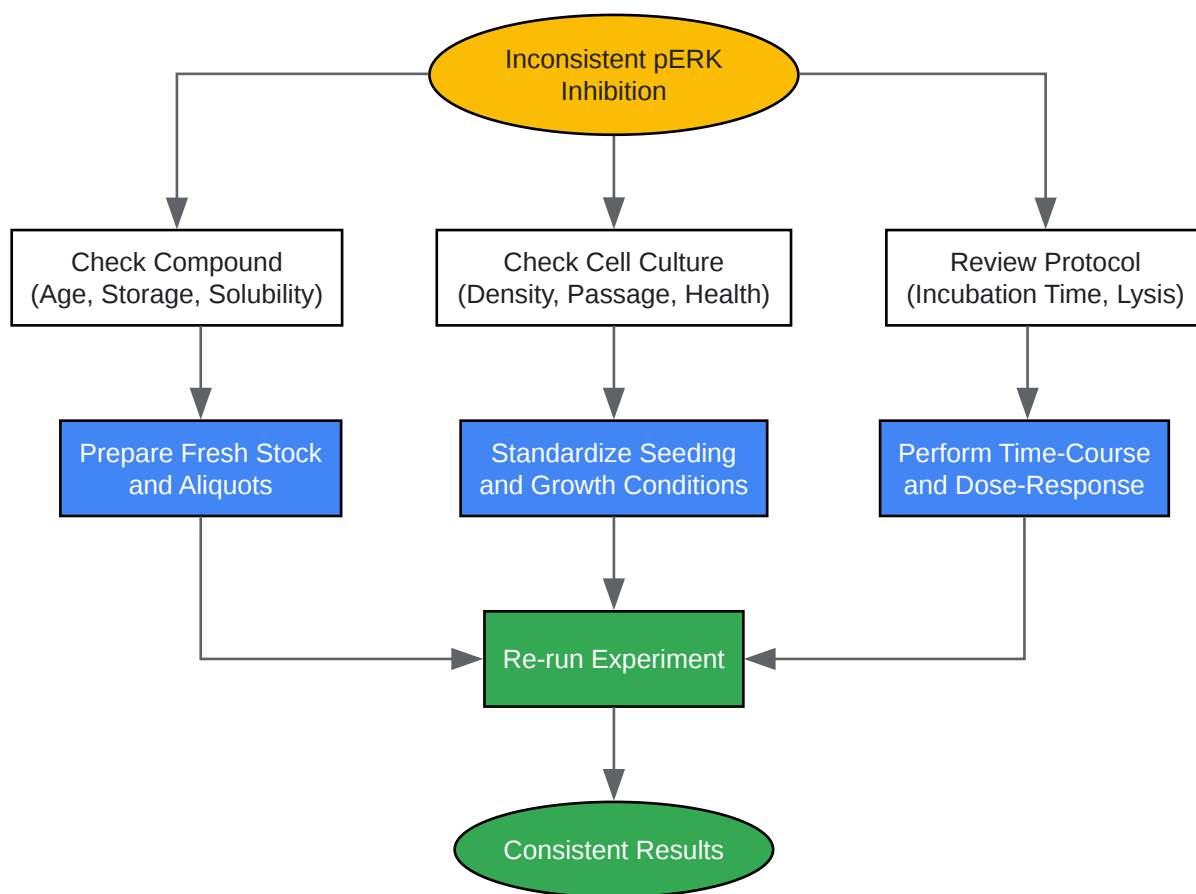 Inconsistent pERK
Inhibition
Check Compound
(Age, Storage, Solubility)
Check Cell Culture
(Density, Passage, Health)
Review Protocol
(Incubation Time, Lysis)
Prepare Fresh Stock
and Aliquots
Standardize Seeding
and Growth Conditions
Perform Time-Course
and Dose-Response
Re-run Experiment
Consistent Results